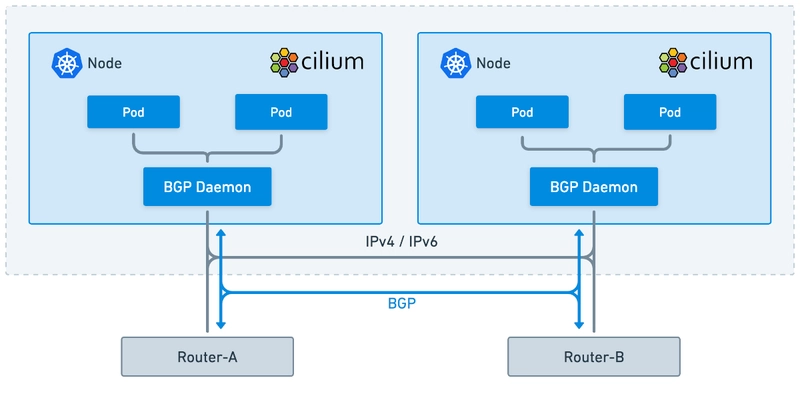 Node
cilium
Node
cilium
Pod
Pod
Pod
Pod
BGP Daemon
BGP Daemon
IPv4 / IPv6
BGP
Router-A
Router-B